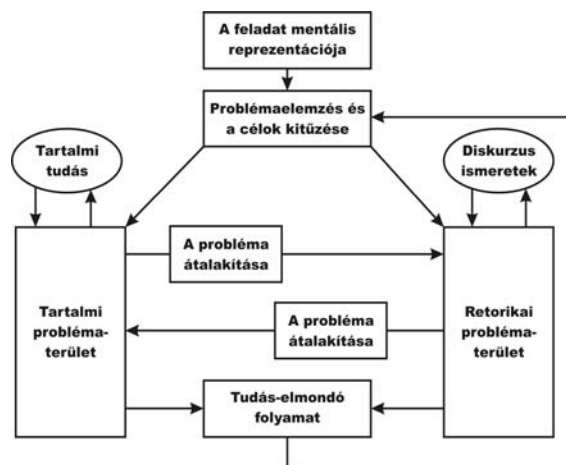 A feladat mentális
reprezentációja
Problémaelemzés és
a célok kitűzése
Tartalmi
tudás
Diskurzus
ismeretek
A probléma
átalakítása
Tartalmi
probléma-
terület
A probléma
átalakítása
Retorikai
probléma-
terület
Tudás-elmondó
folyamat